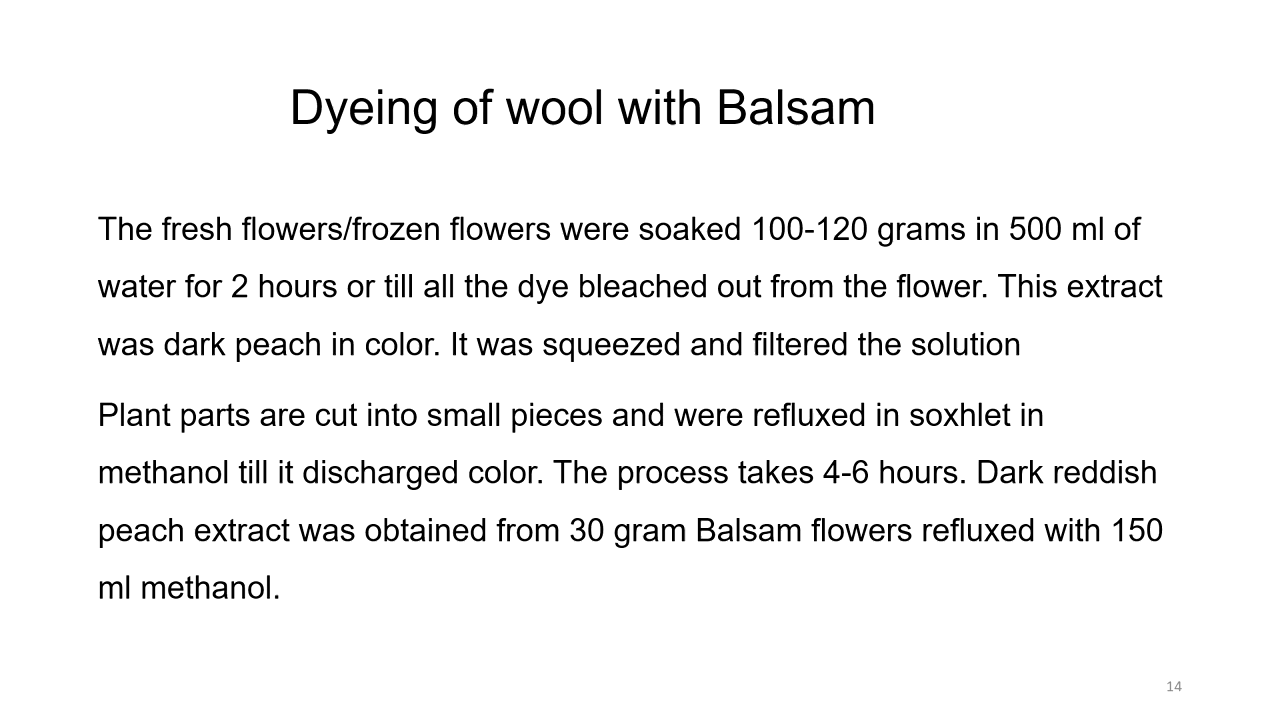 Dyeing of wool with Balsam
The fresh flowers/frozen flowers were soaked 100-120 grams in 500 ml of
water for 2 hours or till all the dye bleached out from the flower. This extract
was dark peach in color. It was squeezed and filtered the solution
Plant parts are cut into small pieces and were refluxed in soxhlet in
methanol till it discharged color. The process takes 4-6 hours. Dark reddish
peach extract was obtained from 30 gram Balsam flowers refluxed with 150
ml methanol.
14